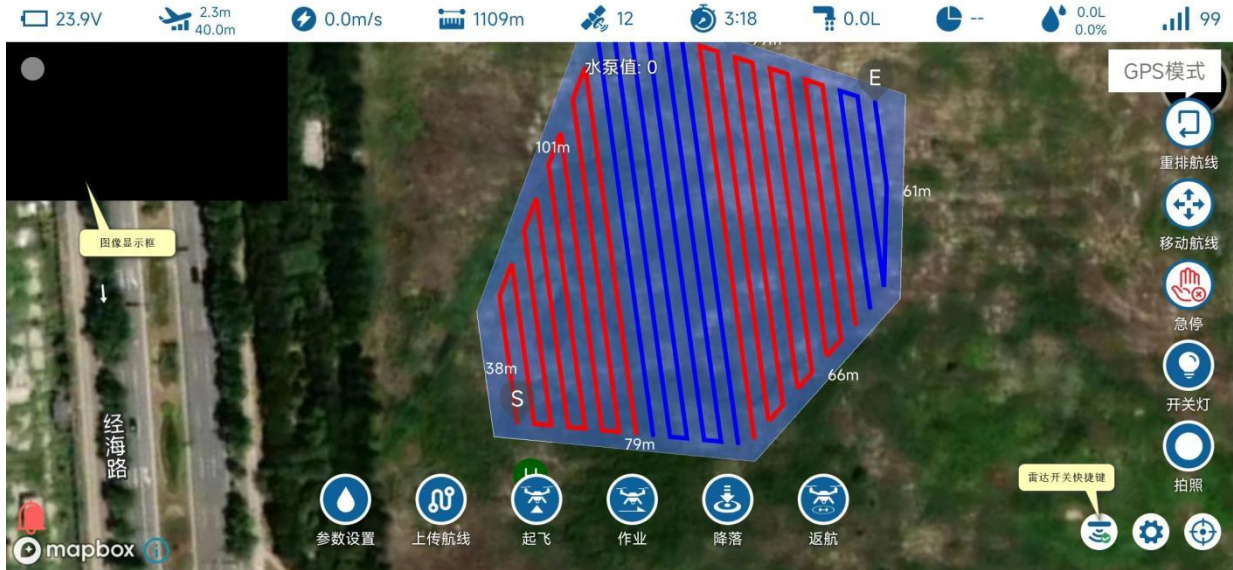 23.9V
2.3m
40.0m
0.0m/s
1109m
12
3:18
0.0L
--
0.0L
0.0%
99
水泵值: 0
E
GPS模式
重排航线
101m
61m
图像显示框
移动航线
急停
38m
66m
S
开关灯
经海路
79m
雷达开关快捷键
拍照
参数设置
上传航线
起飞
作业
降落
返航
mapbox